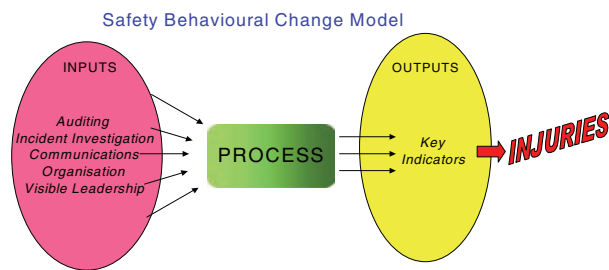 Safety Behavioural Change Model
INPUTS
Auditing
Incident Investigation
Communications
Organisation
Visible Leadership
PROCESS
OUTPUTS
Key
Indicators
INJURIES